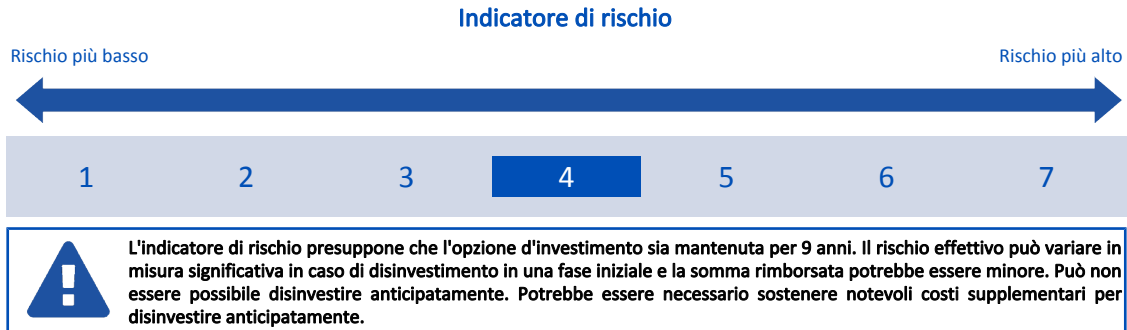 Indicatore di rischio
Rischio più basso
Rischio più alto
1 2 3 4 5 6 7
L'indicatore di rischio presuppone che l'opzione d'investimento sia mantenuta per 9 anni. Il rischio effettivo può variare in
misura significativa in caso di disinvestimento in una fase iniziale e la somma rimborsata potrebbe essere minore. Può non
essere possibile disinvestire anticipatamente. Potrebbe essere necessario sostenere notevoli costi supplementari per
disinvestire anticipatamente.